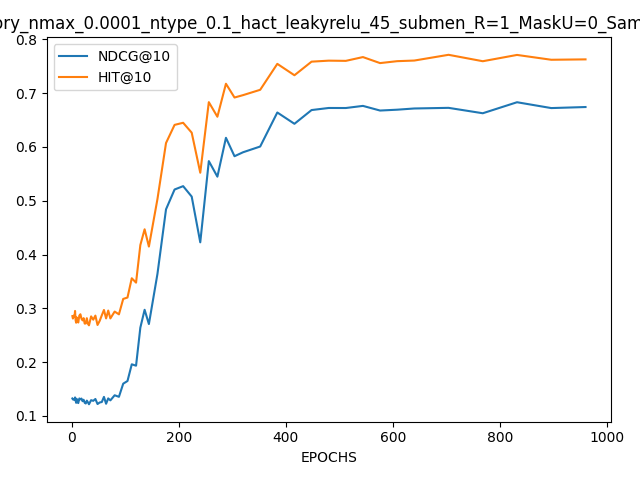 ory_nmax_0.0001_ntype_0.1_hact_leakyrelu_45_submen_R=1_MaskU=0_Sam
NDCG@10
HIT@10
0.8
0.7
0.6
0.5
0.4
0.3
0.2
0.1
0 200 400 600 800 1000
EPOCHS